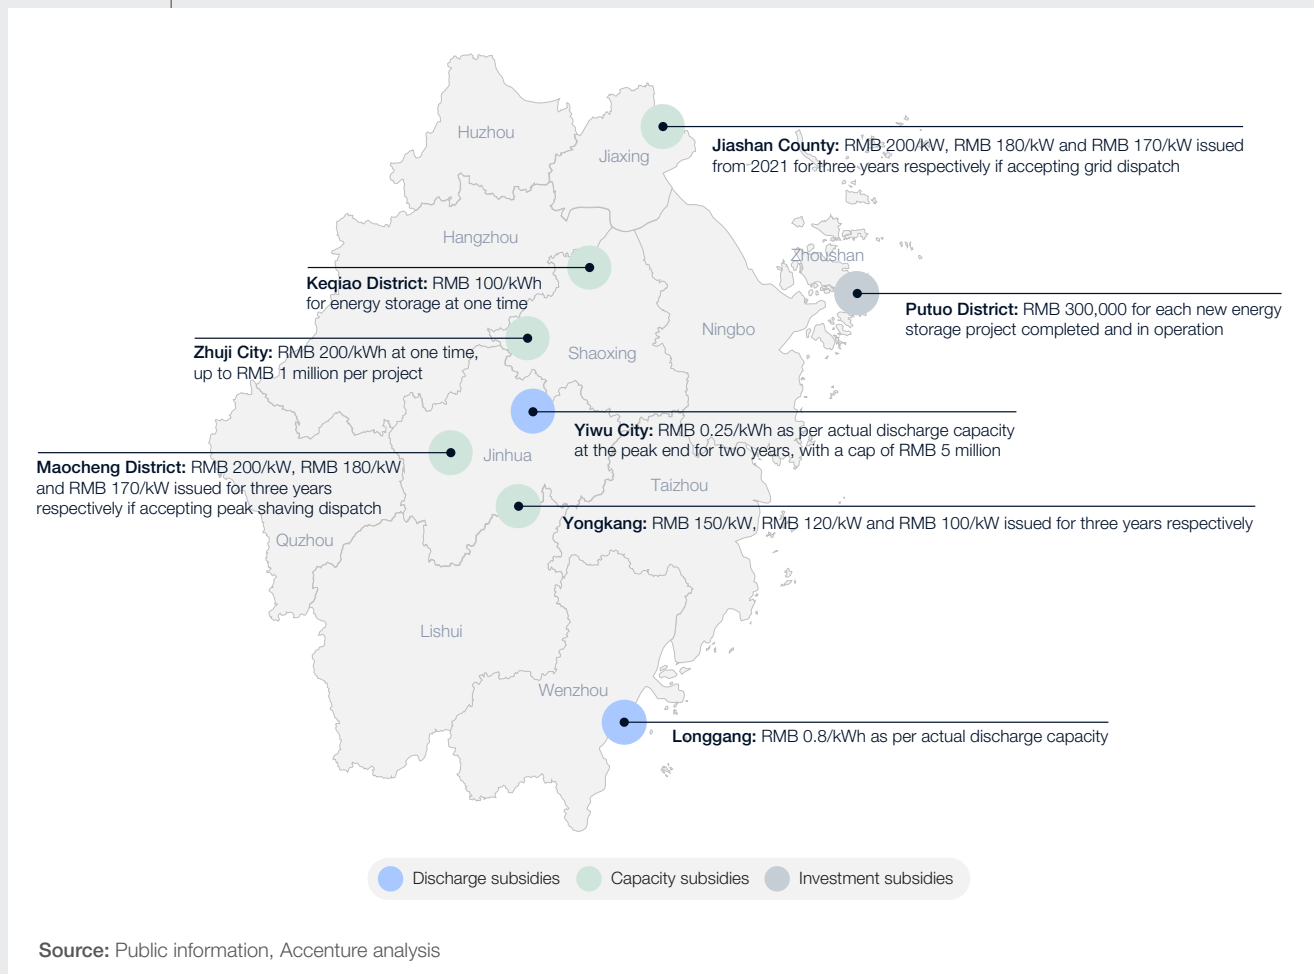 Huzhou
Jiaxing
Jiashan County: RMB 200/kW, RMB 180/kW and RMB 170/kW issued
from 2021 for three years respectively if accepting grid dispatch
Hangzhou
Zhoushan
Keqiao District: RMB 100/kWh
for energy storage at one time
Putuo District: RMB 300,000 for each new energy
storage project completed and in operation
Ningbo
Zhuji City: RMB 200/kWh at one time,
up to RMB 1 million per project
Shaoxing
Yiwu City: RMB 0.25/kWh as per actual discharge capacity
at the peak end for two years, with a cap of RMB 5 million
Jinhua
Maocheng District: RMB 200/kW, RMB 180/kW
and RMB 170/kW issued for three years
respectively if accepting peak shaving dispatch
Taizhou
Yongkang: RMB 150/kW, RMB 120/kW and RMB 100/kW issued for three years respectively
Quzhou
Lishui
Wenzhou
Longgang: RMB 0.8/kWh as per actual discharge capacity
Discharge subsidies
Capacity subsidies
Investment subsidies
Source: Public information, Accenture analysis